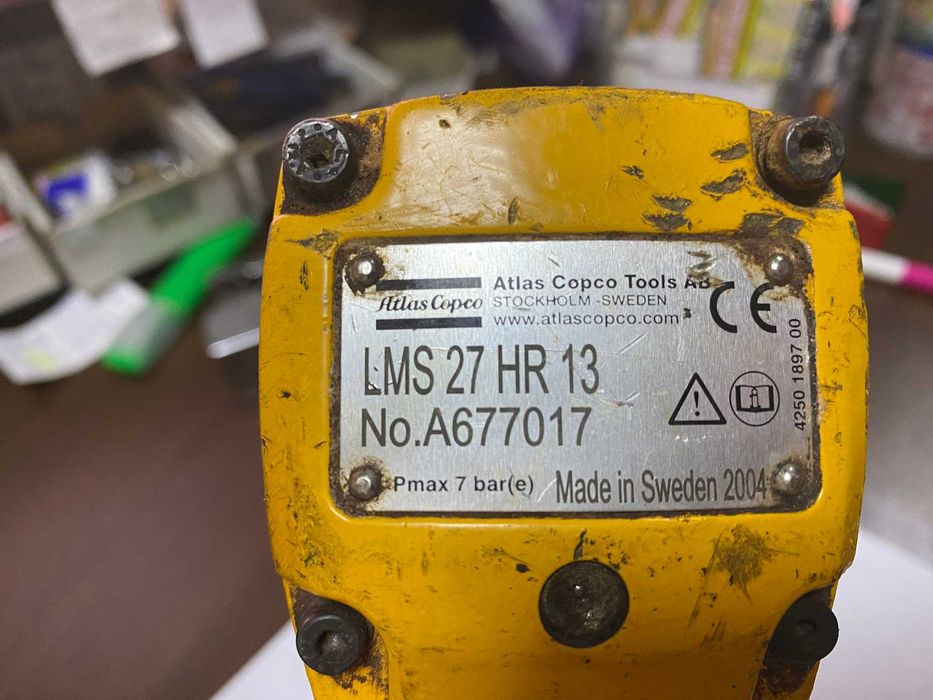 Atlas Copco
Atlas Copco Tools AB
STOCKHOLM - SWEDEN
www.atlascopco.com
CE
LMS 27 HR 13
No.A677017
Pmax 7 bar(e)
Made in Sweden 2004
4250 1897 00